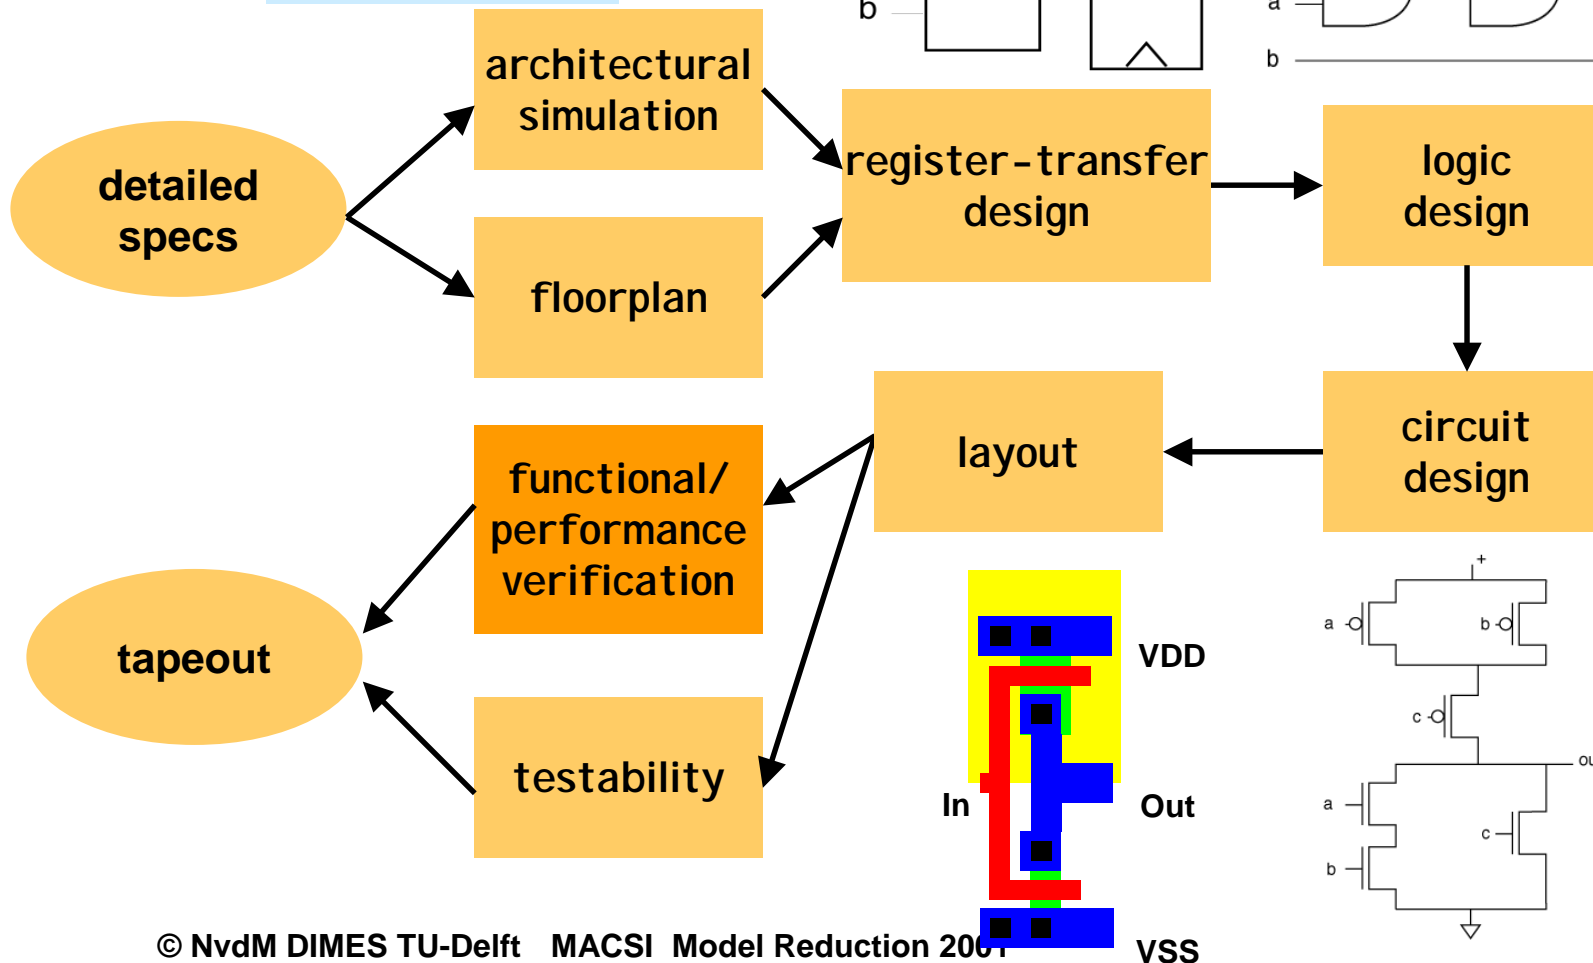 b
a
b
architectural
simulation
detailed
specs
register-transfer
design
logic
design
floorplan
functional/
performance
verification
layout
circuit
design
tapeout
testability
VDD
In
Out
VSS
+
a
b
c
a
c
b
© NvdM DIMES TU-Delft MACSI Model Reduction 2001